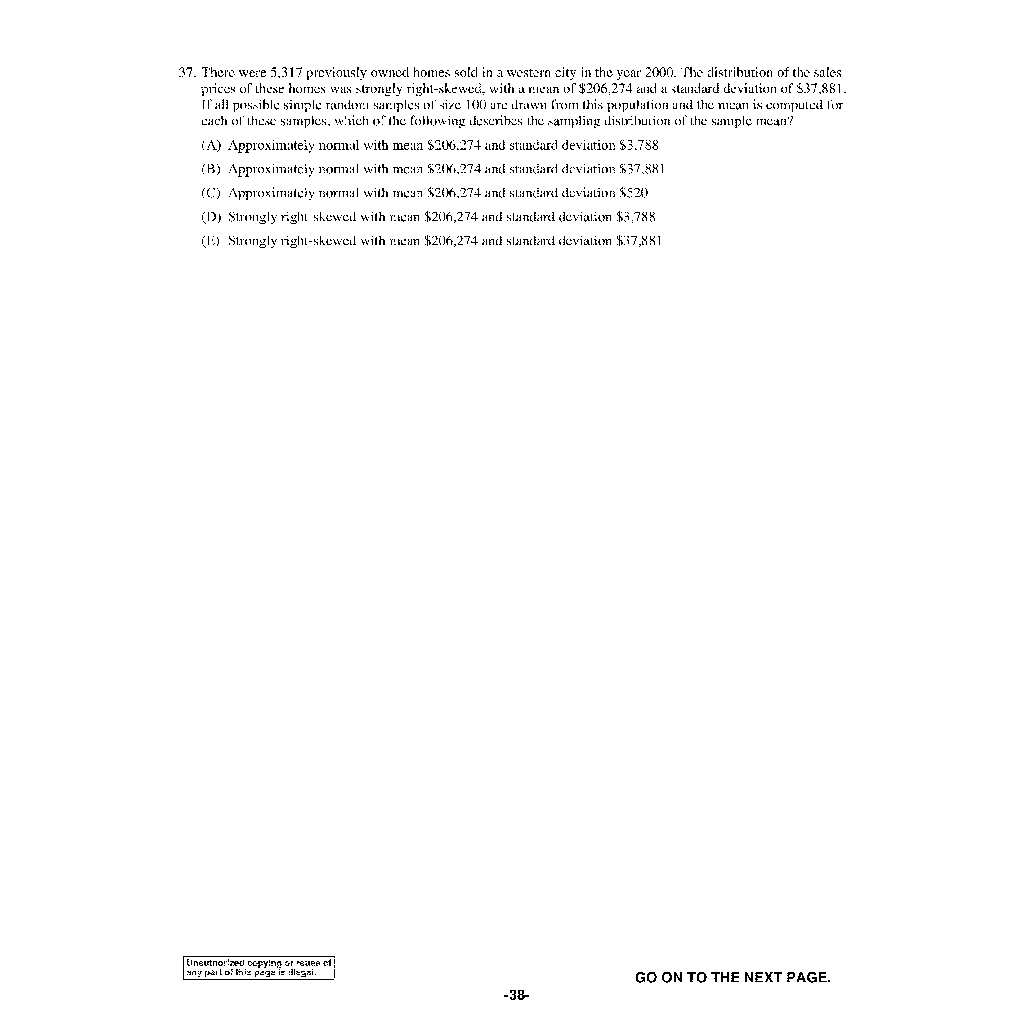 37. There were 5,317 previously owned homes sold in a western city in the year 2000. The distribution of the sales
prices of these homes was strongly right-skewed, with a mean of $206,274 and a standard deviation of $37,881.
If all possible simple random samples of size 100 are drawn from this population and the mean is computed for
each of these samples, which of the following describes the sampling distribution of the sample mean?
(A) Approximately normal with mean $206,274 and standard deviation $3,788
(B) Approximately normal with mean $206,274 and standard deviation $37,881
(C) Approximately normal with mean $206,274 and standard deviation $520
(D) Strongly right-skewed with mean $206,274 and standard deviation $3,788
(E) Strongly right-skewed with mean $206,274 and standard deviation $37,881
Unauthorized copying or reuse of
any part of this page is illegal.
GO ON TO THE NEXT PAGE.
-38-